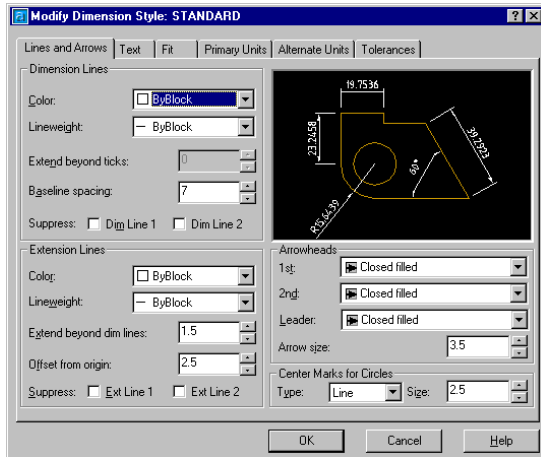 Modify Dimension Style: STANDARD
Lines and Arrows Text Fit Primary Units Alternate Units Tolerances
Dimension Lines
Color: ByBlock
Lineweight: ByBlock
Extend beyond ticks: 0
Baseline spacing: 7
Suppress: Dim Line 1 Dim Line 2
19.7536
23.2458
39.2923
60°
R15.6439
Extension Lines
Color: ByBlock
Lineweight: ByBlock
Extend beyond dim lines: 1.5
Offset from origin: 2.5
Suppress: Ext Line 1 Ext Line 2
Arrowheads
1st: Closed filled
2nd: Closed filled
Leader: Closed filled
Arrow size: 3.5
Center Marks for Circles
Type: Line Size: 2.5
OK Cancel Help